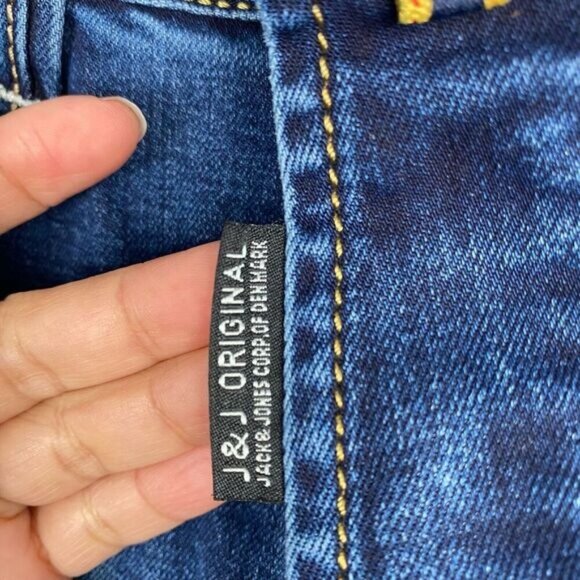 J & J ORIGINAL
JACK & JONES CORP. OF DENMARK